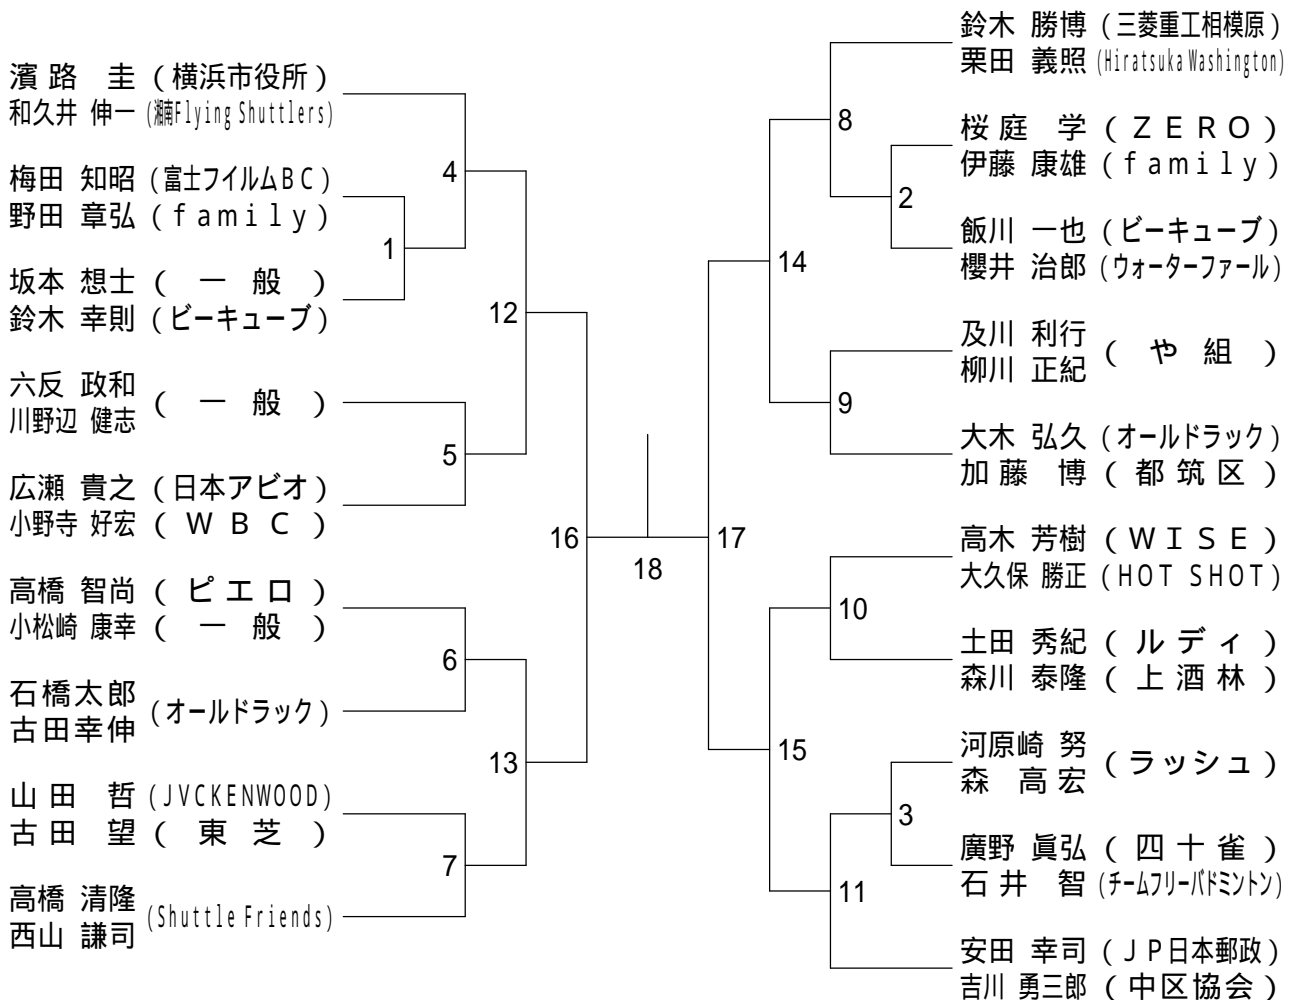 濱路 圭 (横浜市役所)
和久井 伸一 (湘南Flying Shuttlers)
梅田 知昭 (富士フイルムBC)
野田 章弘 (family)
坂本 想士 (一般)
鈴木 幸則 (ビーキューブ)
六反 政和
川野辺 健志
(一般)
広瀬 貴之 (日本アビオ)
小野寺 好宏 (WBC)
高橋 智尚 (ピエロ)
小松崎 康幸 (一般)
石橋太郎
古田幸伸
(オールドラック)
山田 哲 (JVCKENWOOD)
古田 望 (東芝)
高橋 清隆
西山 謙司
(Shuttle Friends)
4
1
12
5
16
6
13
7
18
17
8
2
14
9
10
15
3
11
鈴木 勝博 (三菱重工相模原)
栗田 義照 (Hiratsuka Washington)
桜庭 学 (ZERO)
伊藤 康雄 (family)
飯川 一也 (ビーキューブ)
櫻井 治郎 (ウォーターファール)
及川 利行
柳川 正紀
(や組)
大木 弘久 (オールドラック)
加藤 博 (都筑区)
高木 芳樹 (WISE)
大久保 勝正 (HOT SHOT)
土田 秀紀 (ルディ)
森川 泰隆 (上酒林)
河原崎 努
森 高宏
(ラッシュ)
廣野 眞弘 (四十雀)
石井 智 (チームフリーバドミントン)
安田 幸司 (JP日本郵政)
吉川 勇三郎 (中区協会)